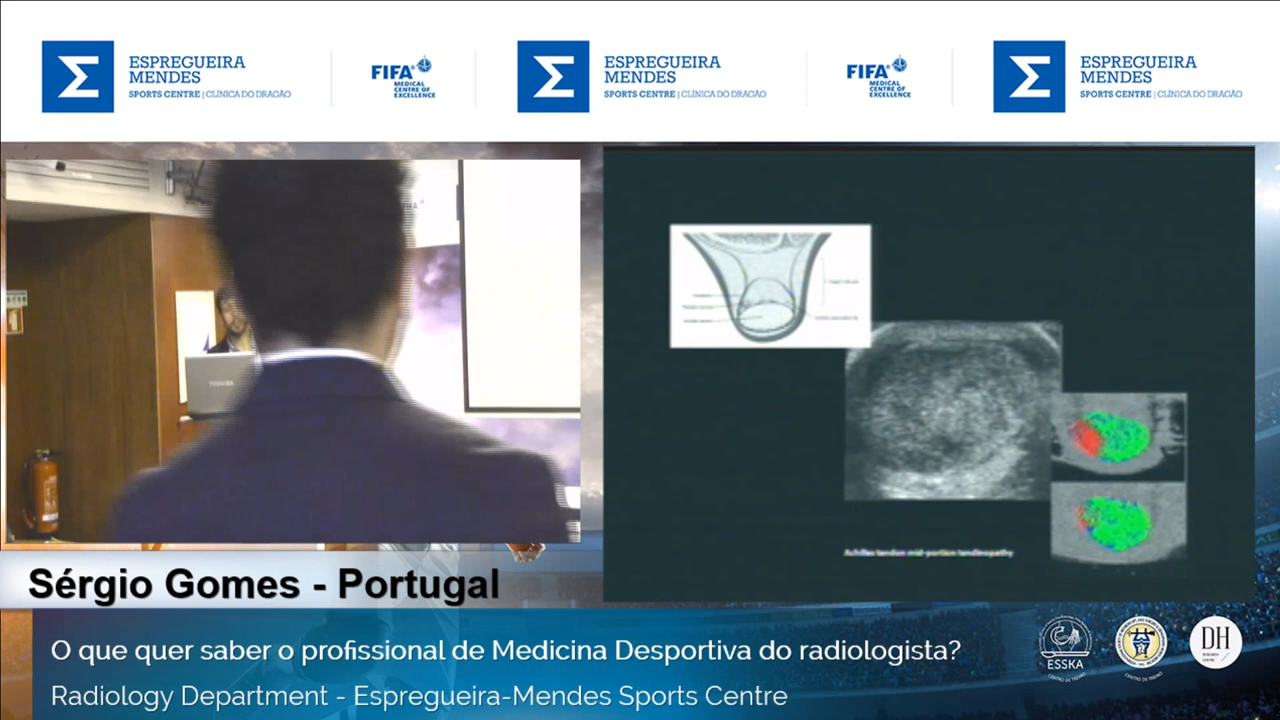 ESPREGUEIRA
MENDES
SPORTS CENTRE | CLÍNICA DO DRAGÃO
FIFA
MEDICAL
CENTRE OF
EXCELLENCE
ESPREGUEIRA
MENDES
SPORTS CENTRE | CLÍNICA DO DRAGÃO
FIFA
MEDICAL
CENTRE OF
EXCELLENCE
ESPREGUEIRA
MENDES
SPORTS CENTRE | CLÍNICA DO DRAGÃO
TOSHIBA
Achilles tendon mid-portion tendinopathy
Sérgio Gomes - Portugal
O que quer saber o profissional de Medicina Desportiva do radiologista?
Radiology Department - Espregueira-Mendes Sports Centre
ESSKA
DH
RESEARCH
CENTRE